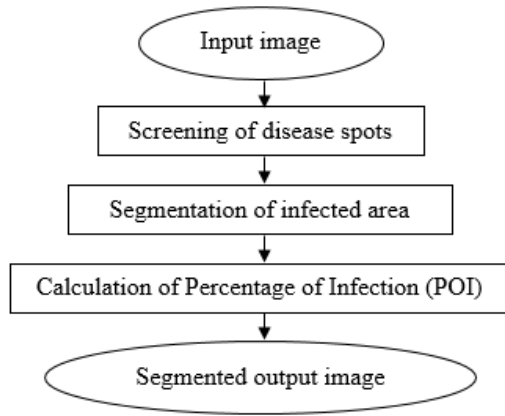 Input image
Screening of disease spots
Segmentation of infected area
Calculation of Percentage of Infection (POI)
Segmented output image